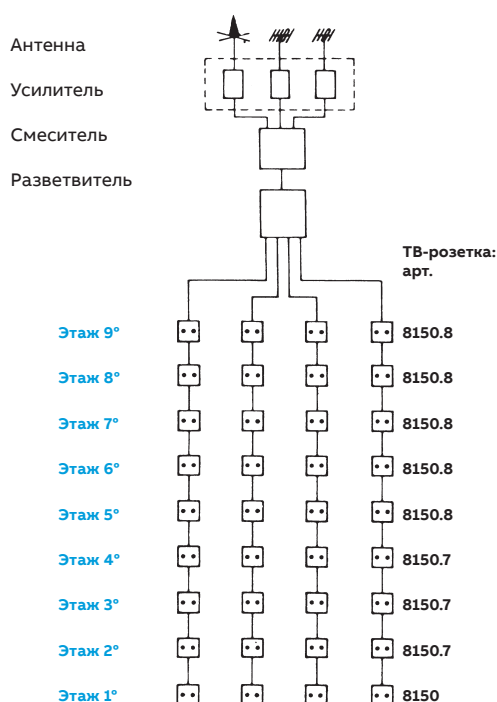 Антенна
Усилитель
Смеситель
Разветвитель
ТВ-розетка:
арт.
Этаж 9° 8150.8
Этаж 8° 8150.8
Этаж 7° 8150.8
Этаж 6° 8150.8
Этаж 5° 8150.8
Этаж 4° 8150.7
Этаж 3° 8150.7
Этаж 2° 8150.7
Этаж 1° 8150